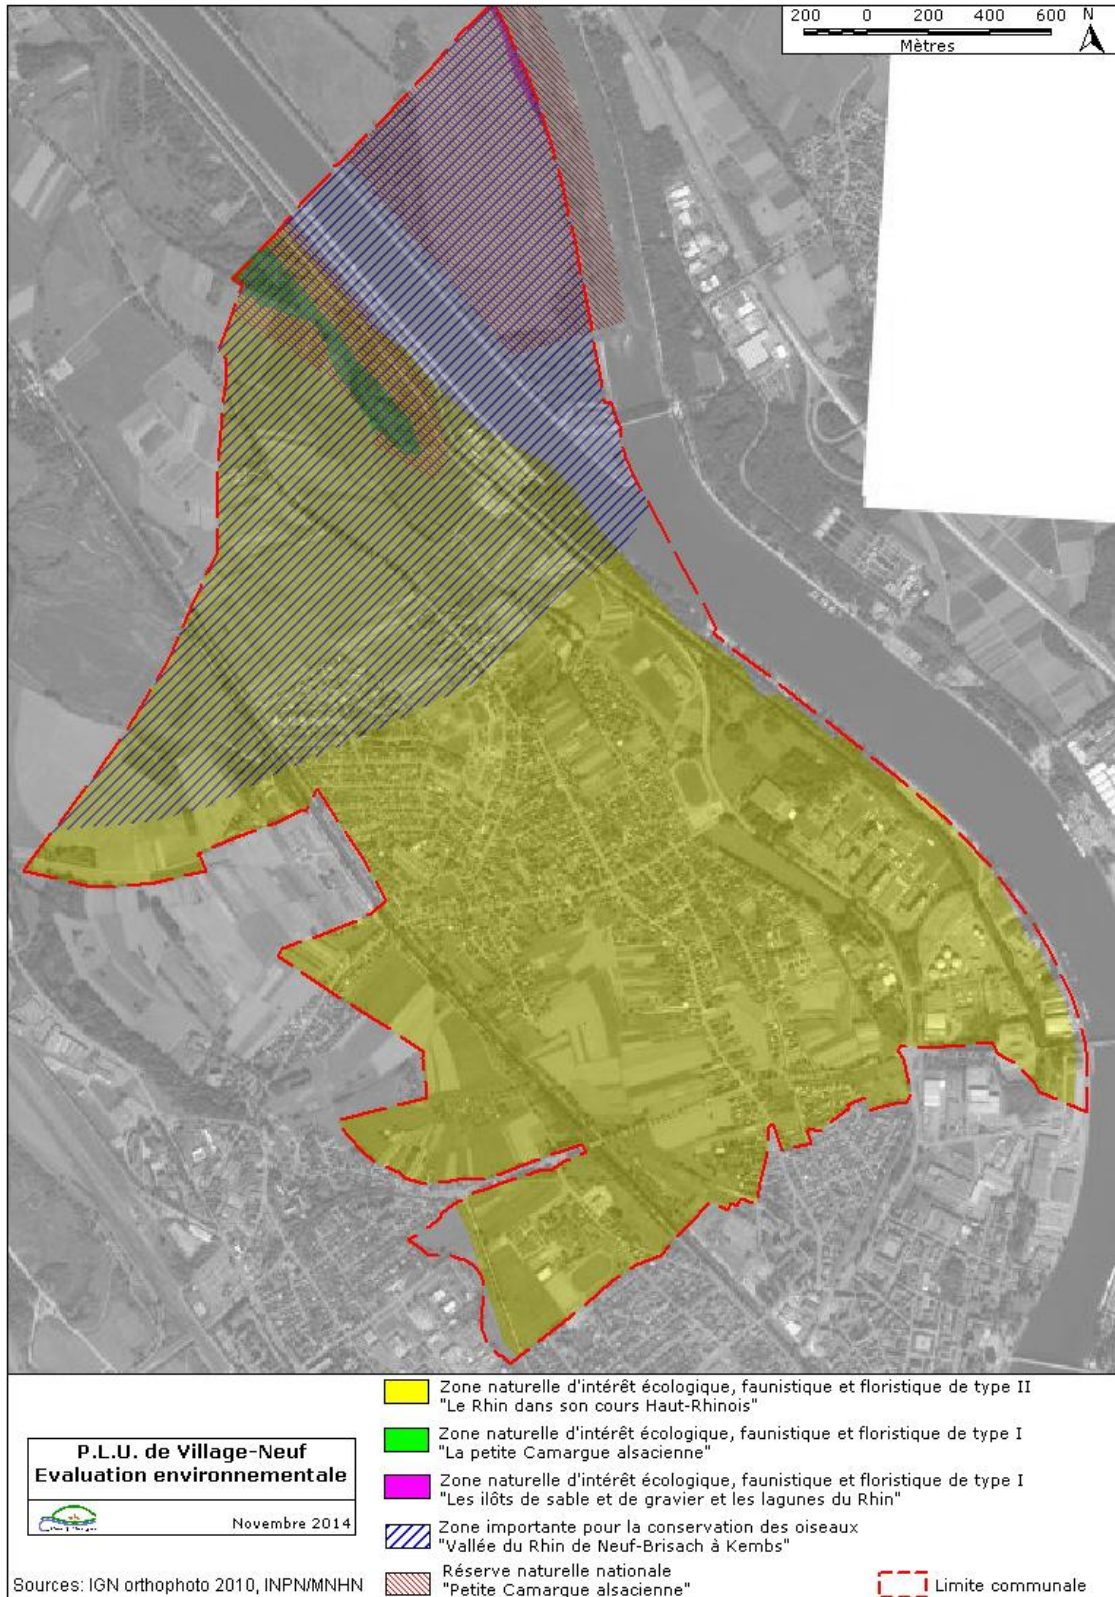 200 0 200 400 600 N
Mètres
Zone naturelle d'intérêt écologique, faunistique et floristique de type II
"Le Rhin dans son cours Haut-Rhinois"
Zone naturelle d'intérêt écologique, faunistique et floristique de type I
"La petite Camargue alsacienne"
Zone naturelle d'intérêt écologique, faunistique et floristique de type I
"Les ilôts de sable et de gravier et les lagunes du Rhin"
Zone importante pour la conservation des oiseaux
"Vallée du Rhin de Neuf-Brisach à Kembs"
Réserve naturelle nationale
"Petite Camargue alsacienne"
Limite communale
P.L.U. de Village-Neuf
Evaluation environnementale
Novembre 2014
Sources: IGN orthophoto 2010, INPN/MNHN